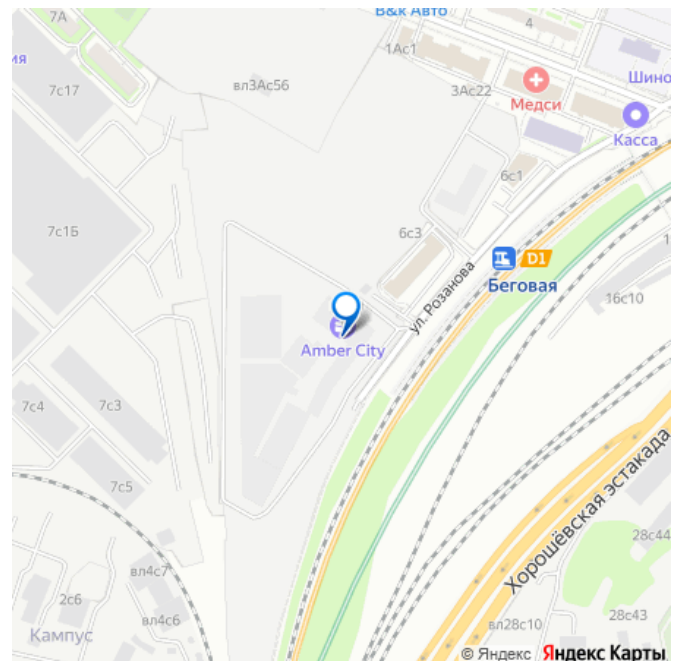 В&к Авто
7А
4
1Ас1
ия
7с17
вл3Ас56
3Ас22
Шино
Медси
Касса
6с1
7с1Б
6с3
D1
Беговая
16с10
ул. Розанова
Amber City
7с4
7с3
7с5
Хорошёвская эстакада
28с44
вл4с7
2с6
вл4с6
28с43
вл28с10
Кампус
© Яндекс Яндекс Карты